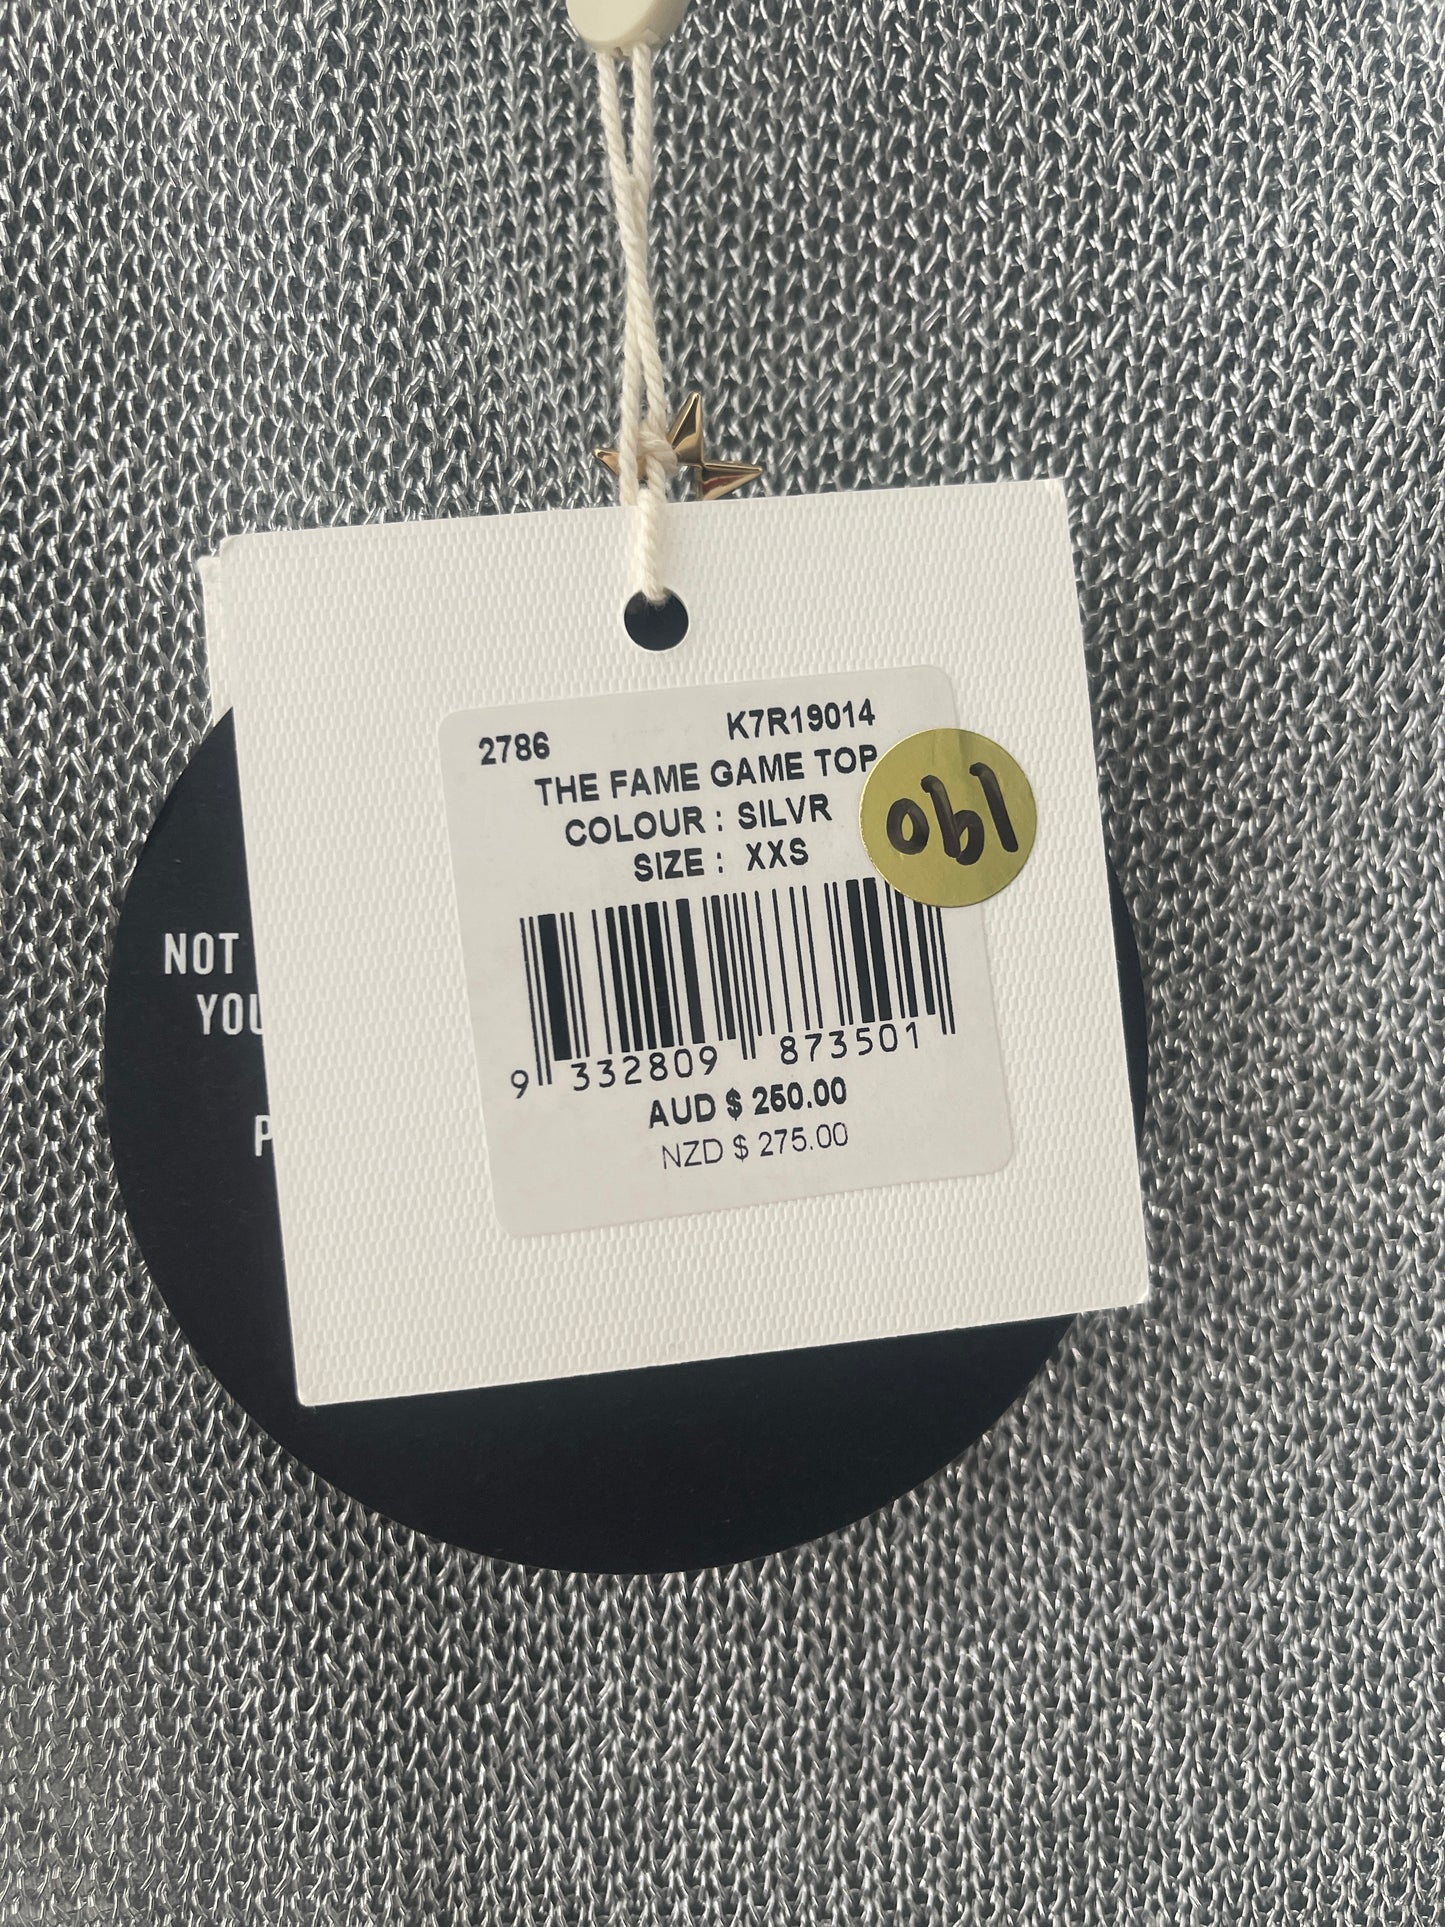 2786 K7R19014
THE FAME GAME TOP
COLOUR : SILVR
SIZE : XXS
190
9 332809 873501
AUD $ 250.00
NZD $ 275.00
NOT
YOU
P